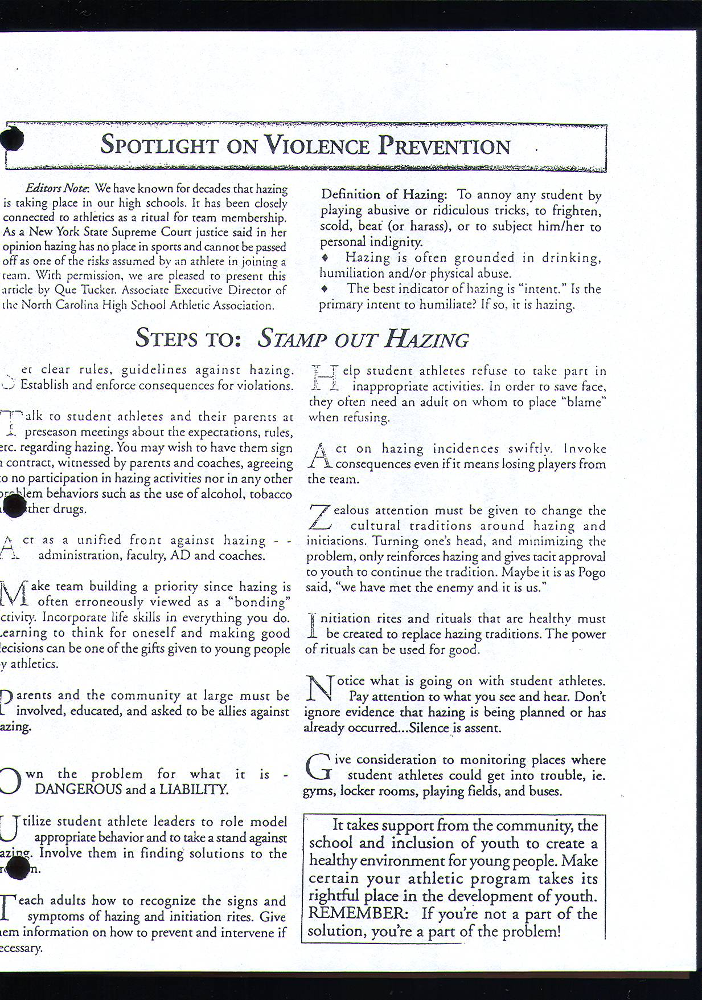 SPOTLIGHT ON VIOLENCE PREVENTION
Editors Note: We have known for decades that hazing
is taking place in our high schools. It has been closely
connected to athletics as a ritual for team membership.
As a New York State Supreme Court justice said in her
opinion hazing has no place in sports and cannot be passed
off as one of the risks assumed by an athlete in joining a
team. With permission, we are pleased to present this
article by Que Tucker, Associate Executive Director of
the North Carolina High School Athletic Association.
Definition of Hazing: To annoy any student by
playing abusive or ridiculous tricks, to frighten,
scold, beat (or harass), or to subject him/her to
personal indignity.
♦ Hazing is often grounded in drinking,
humiliation and/or physical abuse.
♦ The best indicator of hazing is “intent.” Is the
primary intent to humiliate? If so, it is hazing.
STEPS TO: STAMP OUT HAZING
Set clear rules, guidelines against hazing.
Establish and enforce consequences for violations.
Talk to student athletes and their parents at
preseason meetings about the expectations, rules,
etc. regarding hazing. You may wish to have them sign
contract, witnessed by parents and coaches, agreeing
to no participation in hazing activities nor in any other
problem behaviors such as the use of alcohol, tobacco
ther drugs.
Act as a unified front against hazing - -
administration, faculty, AD and coaches.
Make team building a priority since hazing is
often erroneously viewed as a “bonding”
ctivity. Incorporate life skills in everything you do.
Learning to think for oneself and making good
decisions can be one of the gifts given to young people
y athletics.
Parents and the community at large must be
involved, educated, and asked to be allies against
azing.
Own the problem for what it is -
DANGEROUS and a LIABILITY.
Utilize student athlete leaders to role model
appropriate behavior and to take a stand against
azing. Involve them in finding solutions to the
Teach adults how to recognize the signs and
symptoms of hazing and initiation rites. Give
em information on how to prevent and intervene if
ecessary.
Help student athletes refuse to take part in
inappropriate activities. In order to save face,
they often need an adult on whom to place “blame”
when refusing.
Act on hazing incidences swiftly. Invoke
consequences even if it means losing players from
the team.
Zealous attention must be given to change the
cultural traditions around hazing and
initiations. Turning one's head, and minimizing the
problem, only reinforces hazing and gives tacit approval
to youth to continue the tradition. Maybe it is as Pogo
said, “we have met the enemy and it is us.”
Initiation rites and rituals that are healthy must
be created to replace hazing traditions. The power
of rituals can be used for good.
Notice what is going on with student athletes.
Pay attention to what you see and hear. Don't
ignore evidence that hazing is being planned or has
already occurred...Silence is assent.
Give consideration to monitoring places where
student athletes could get into trouble, ie.
gyms, locker rooms, playing fields, and buses.
It takes support from the community, the
school and inclusion of youth to create a
healthy environment for young people. Make
certain your athletic program takes its
rightful place in the development of youth.
REMEMBER: If you're not a part of the
solution, you're a part of the problem!